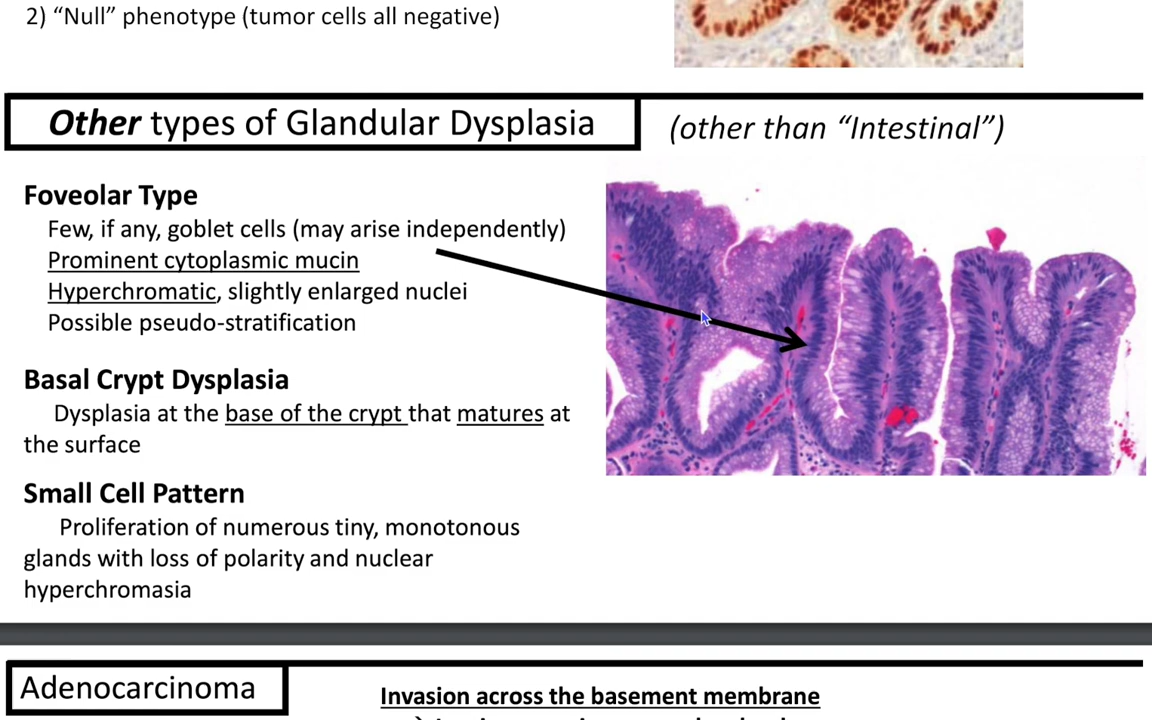 2) “Null” phenotype (tumor cells all negative)
Other types of Glandular Dysplasia
(other than “Intestinal”)
Foveolar Type
Few, if any, goblet cells (may arise independently)
Prominent cytoplasmic mucin
Hyperchromatic, slightly enlarged nuclei
Possible pseudo-stratification
Basal Crypt Dysplasia
Dysplasia at the base of the crypt that matures at
the surface
Small Cell Pattern
Proliferation of numerous tiny, monotonous
glands with loss of polarity and nuclear
hyperchromasia
Adenocarcinoma
Invasion across the basement membrane